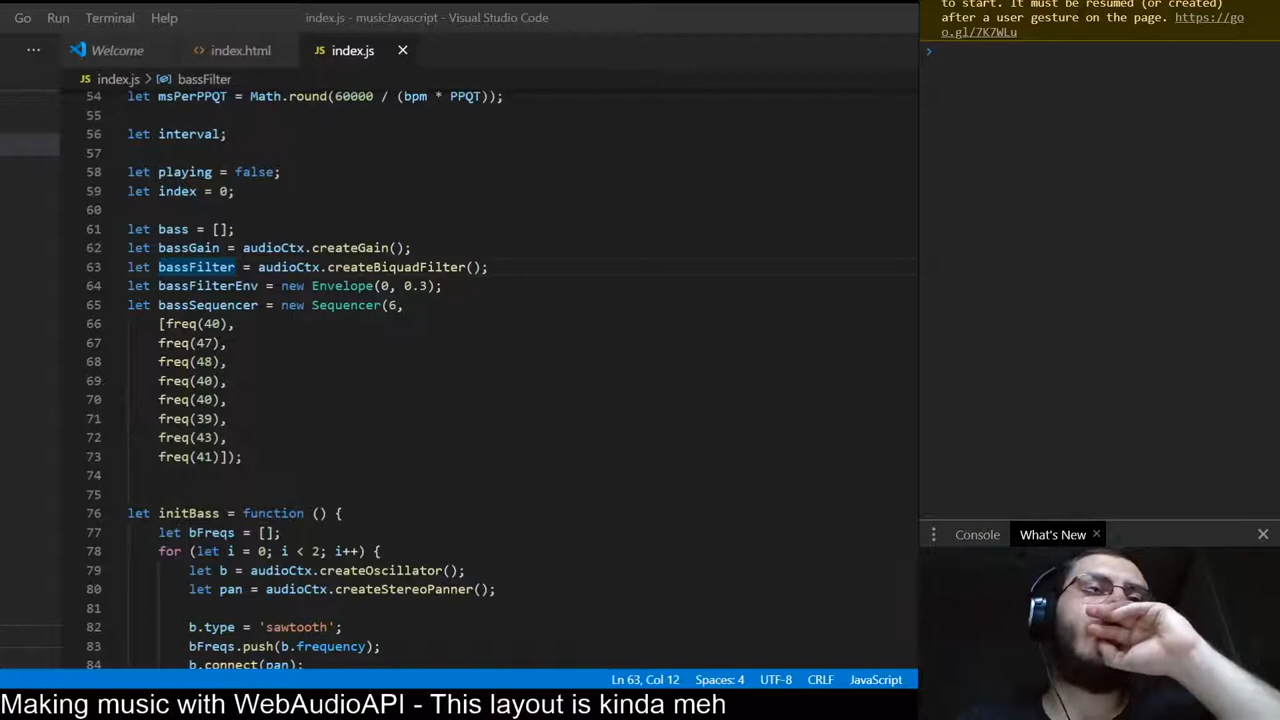 Go Run Terminal Help index.js - musicJavascript - Visual Studio Code
··· Welcome index.html JS index.js
JS index.js > bassFilter
54 let msPerPPQT = Math.round(60000 / (bpm * PPQT));
55
56 let interval;
57
58 let playing = false;
59 let index = 0;
60
61 let bass = [];
62 let bassGain = audioCtx.createGain();
63 let bassFilter = audioCtx.createBiquadFilter();
64 let bassFilterEnv = new Envelope(0, 0.3);
65 let bassSequencer = new Sequencer(6,
66 [freq(40),
67 freq(47),
68 freq(48),
69 freq(40),
70 freq(40),
71 freq(39),
72 freq(43),
73 freq(41)]);
74
75
76 let initBass = function () {
77 let bFreqs = [];
78 for (let i = 0; i < 2; i++) {
79 let b = audioCtx.createOscillator();
80 let pan = audioCtx.createStereoPanner();
81
82 b.type = 'sawtooth';
83 bFreqs.push(b.frequency);
84 b.connect(pan);
Ln 63, Col 12 Spaces: 4 UTF-8 CRLF JavaScript
to start. It must be resumed (or created)
after a user gesture on the page. https://go
o.gl/7K7WLu
Console What's New
Making music with WebAudioAPI - This layout is kinda meh